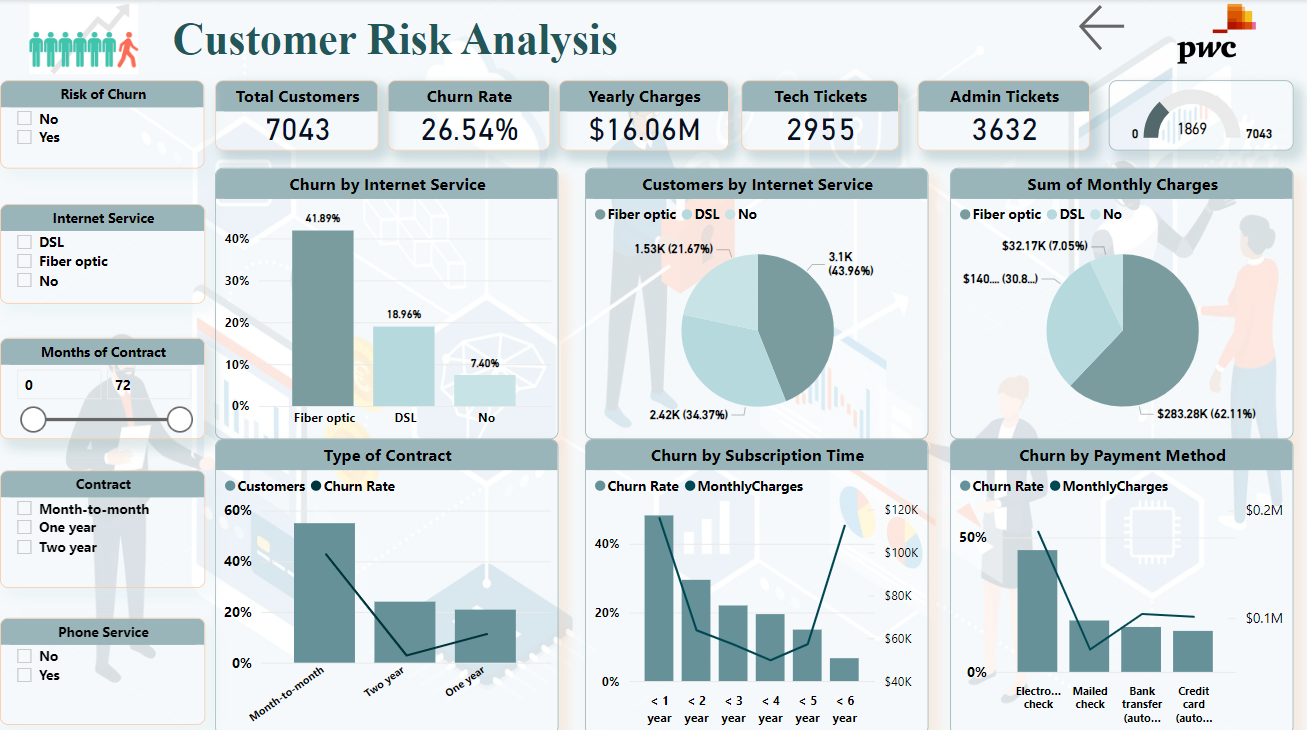 Customer Risk Analysis
pwc
Risk of Churn
No
Yes
Total Customers
7043
Churn Rate
26.54%
Yearly Charges
$16.06M
Tech Tickets
2955
Admin Tickets
3632
0
1869
7043
Internet Service
DSL
Fiber optic
No
Months of Contract
0 72
Contract
Month-to-month
One year
Two year
Phone Service
No
Yes
Churn by Internet Service
41.89%
18.96%
7.40%
40%
30%
20%
10%
0%
Fiber optic DSL No
Customers by Internet Service
Fiber optic DSL No
1.53K (21.67%)
3.1K
(43.96%)
2.42K (34.37%)
Sum of Monthly Charges
Fiber optic DSL No
$32.17K (7.05%)
$140.... (30.8...)
$283.28K (62.11%)
Type of Contract
Customers Churn Rate
60%
40%
20%
0%
Month-to-month
Two year
One year
Churn by Subscription Time
Churn Rate MonthlyCharges
40%
20%
0%
$120K
$100K
$80K
$60K
$40K
< 1 < 2 < 3 < 4 < 5 < 6
year year year year year year
Churn by Payment Method
Churn Rate MonthlyCharges
50%
0%
$0.2M
$0.1M
Electro...
check
Mailed
check
Bank
transfer
(auto...
Credit
card
(auto...